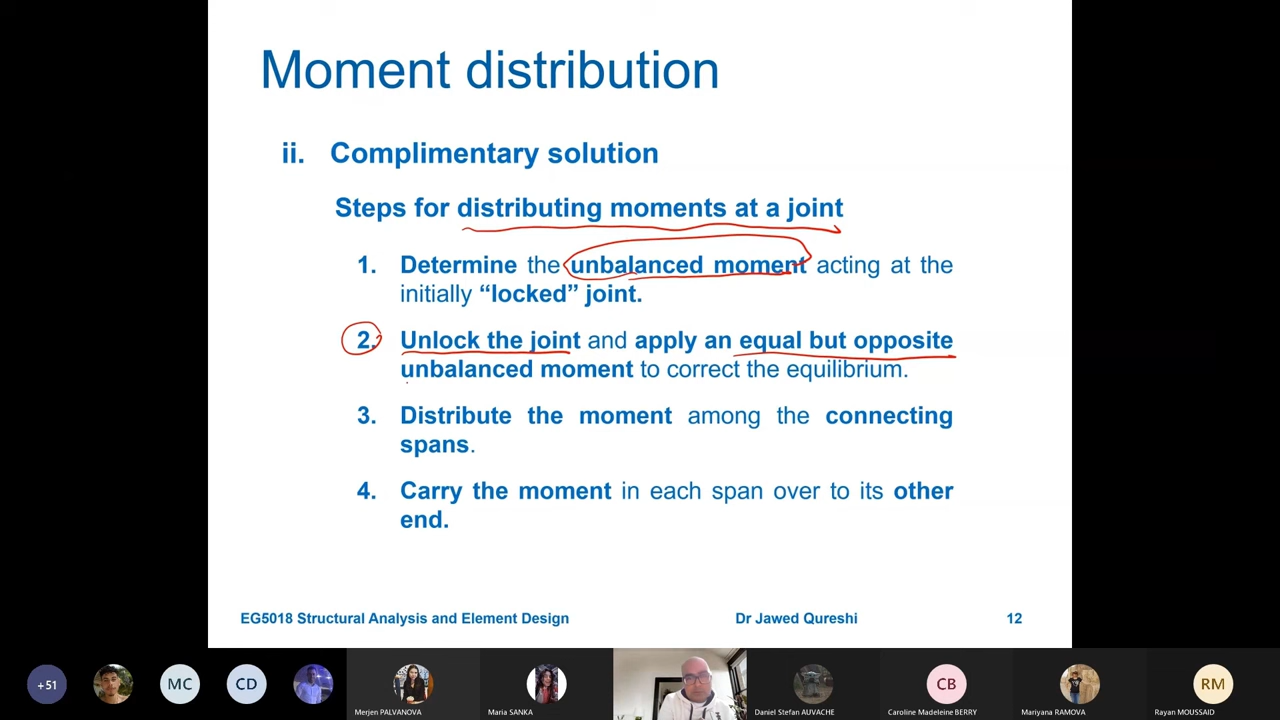 Moment distribution
ii. Complimentary solution
Steps for distributing moments at a joint
1. Determine the unbalanced moment acting at the
initially “locked” joint.
2. Unlock the joint and apply an equal but opposite
unbalanced moment to correct the equilibrium.
3. Distribute the moment among the connecting
spans.
4. Carry the moment in each span over to its other
end.
EG5018 Structural Analysis and Element Design Dr Jawed Qureshi 12
+51 MC CD CB RM
Merjen PALVANOVA Maria SANKA Daniel Stefan AUVACHE Caroline Madeleine BERRY Mariyana RAMOVA Rayan MOUSSAID